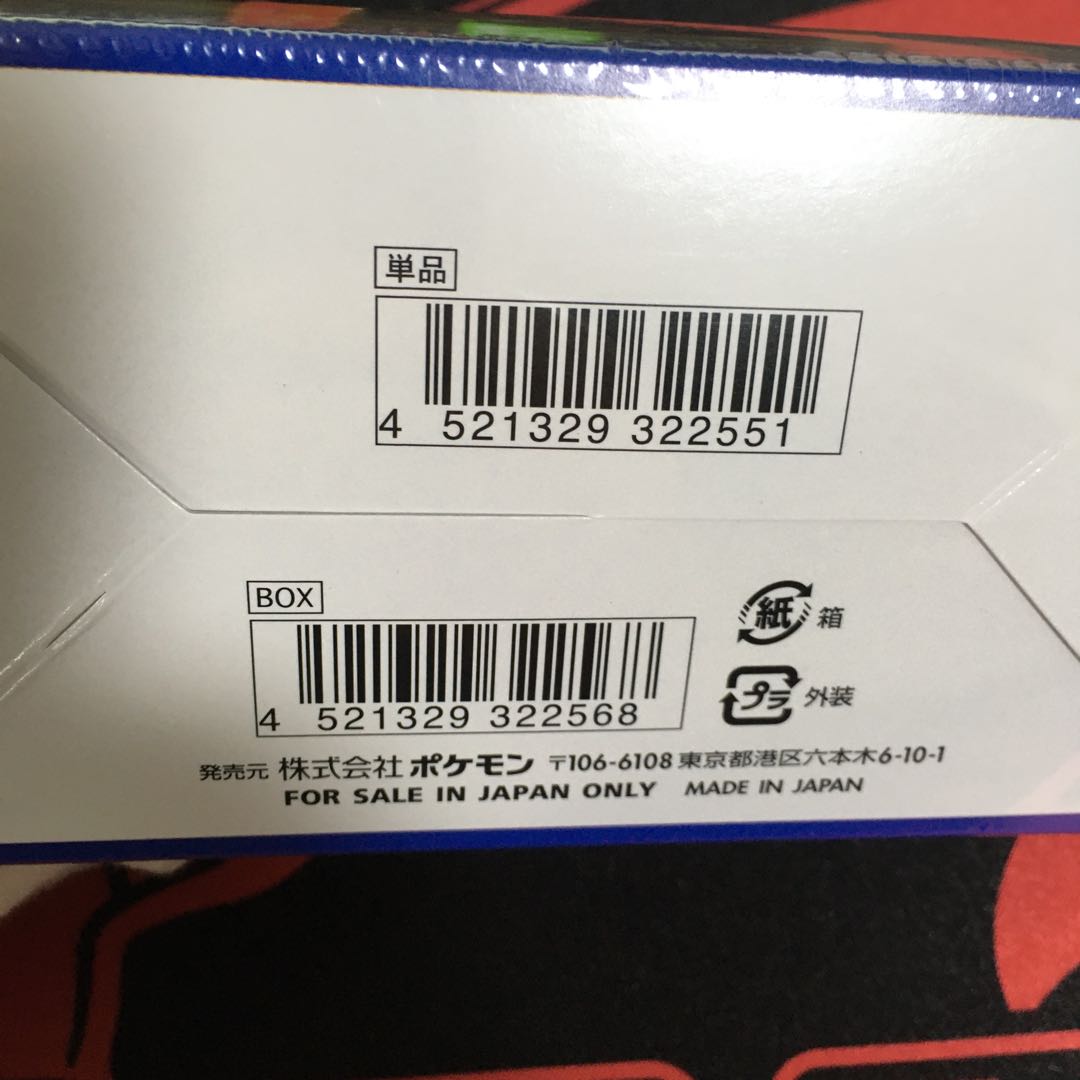 単品
4 521329 322551
BOX
4 521329 322568
紙 箱
プラ 外装
発売元 株式会社 ポケモン 〒106-6108 東京都港区六本木6-10-1
FOR SALE IN JAPAN ONLY MADE IN JAPAN